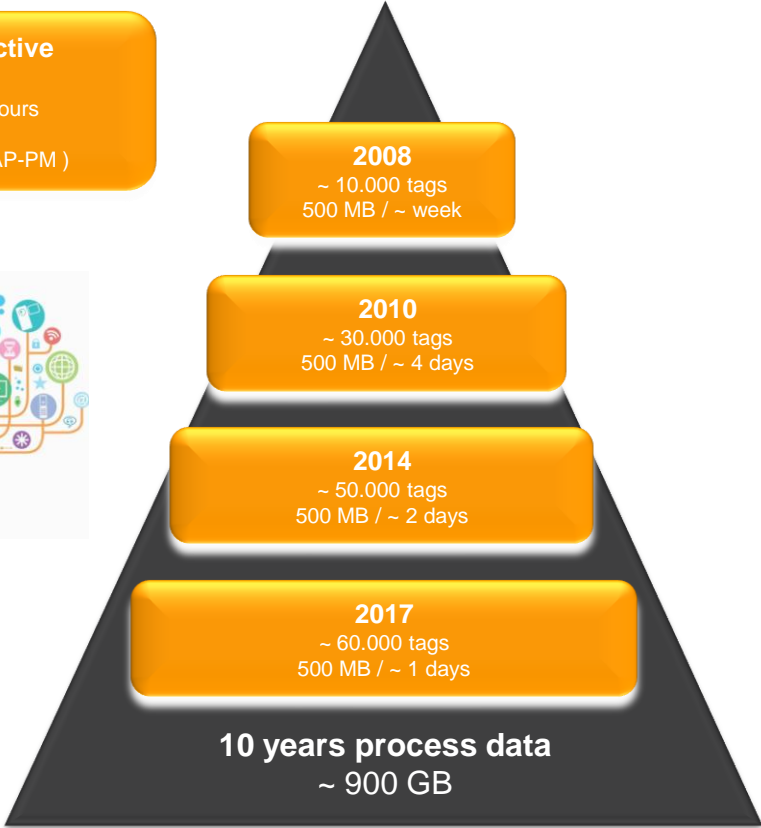 ctive
ours
AP-PM )
2008
~ 10.000 tags
500 MB / ~ week
2010
~ 30.000 tags
500 MB / ~ 4 days
2014
~ 50.000 tags
500 MB / ~ 2 days
2017
~ 60.000 tags
500 MB / ~ 1 days
10 years process data
~ 900 GB